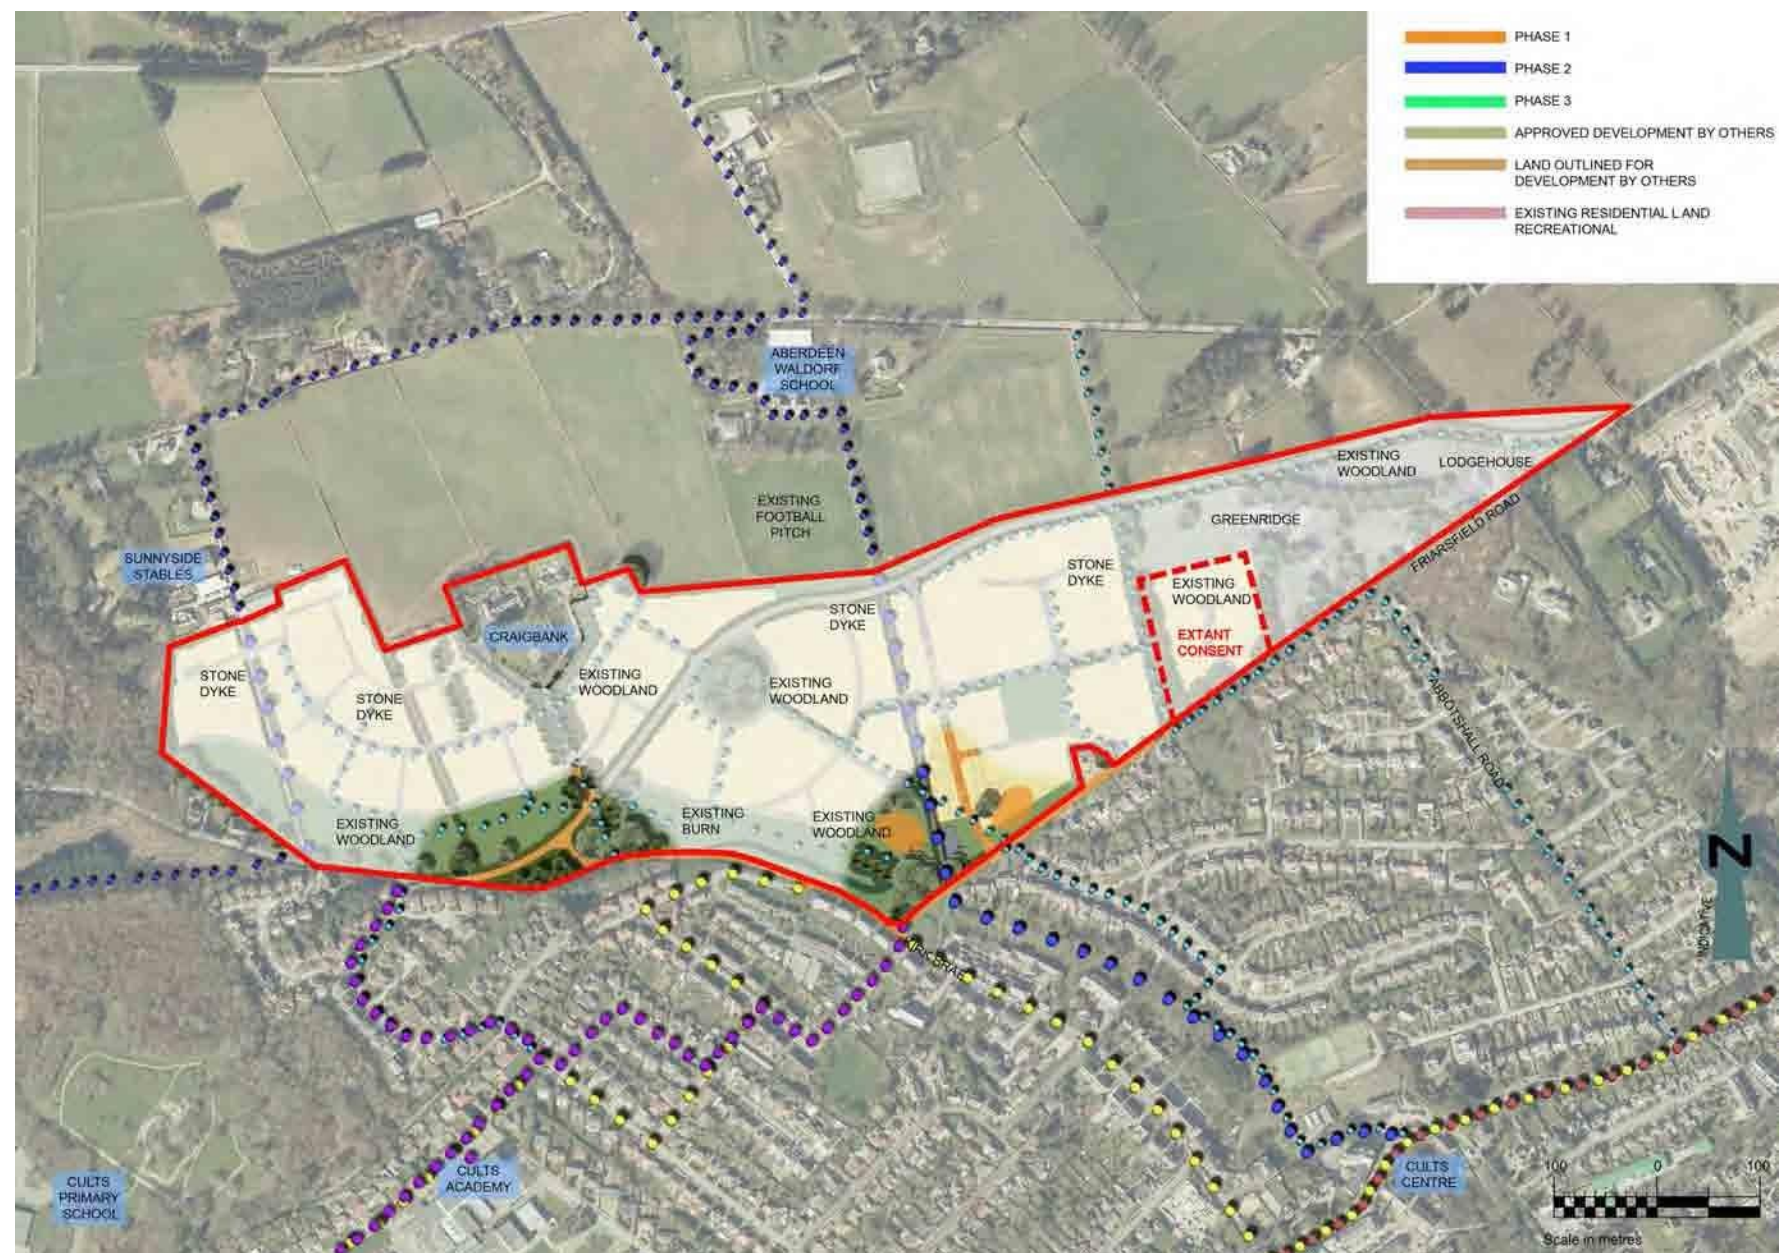 PHASE 1
PHASE 2
PHASE 3
APPROVED DEVELOPMENT BY OTHERS
LAND OUTLINED FOR
DEVELOPMENT BY OTHERS
EXISTING RESIDENTIAL LAND
RECREATIONAL
ABERDEEN
WALDORF
SCHOOL
EXISTING
WOODLAND
LODGEHOUSE
EXISTING
FOOTBALL
PITCH
GREENRIDGE
FRIARSFIELD ROAD
SUNNYSIDE
STABLES
STONE
DYKE
EXISTING
WOODLAND
EXTANT
CONSENT
STONE
DYKE
CRAIGBANK
STONE
DYKE
EXISTING
WOODLAND
EXISTING
WOODLAND
STONE
DYKE
ABBOTSHALL ROAD
EXISTING
WOODLAND
EXISTING
BURN
EXISTING
WOODLAND
N
INDICATIVE
KIRK BRAE
CULTS
PRIMARY
SCHOOL
CULTS
ACADEMY
CULTS
CENTRE
100 0 100
Scale in metres